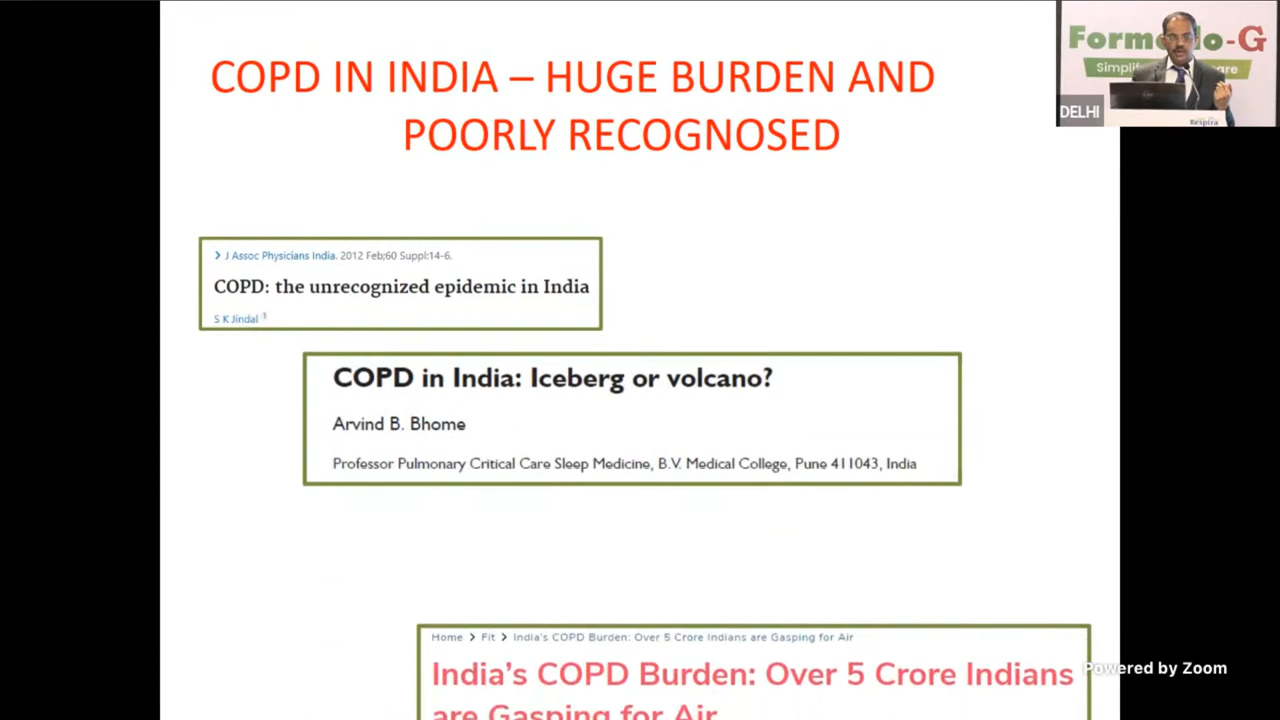 COPD IN INDIA – HUGE BURDEN AND
POORLY RECOGNOSED
Formo-G
DELHI
Respira
J Assoc Physicians India. 2012 Feb;60 Suppl:14-6.
COPD: the unrecognized epidemic in India
S K Jindal 1
COPD in India: Iceberg or volcano?
Arvind B. Bhome
Professor Pulmonary Critical Care Sleep Medicine, B.V. Medical College, Pune 411043, India
Home > Fit > India's COPD Burden: Over 5 Crore Indians are Gasping for Air
India's COPD Burden: Over 5 Crore Indians
are Gasping for Air
Powered by Zoom